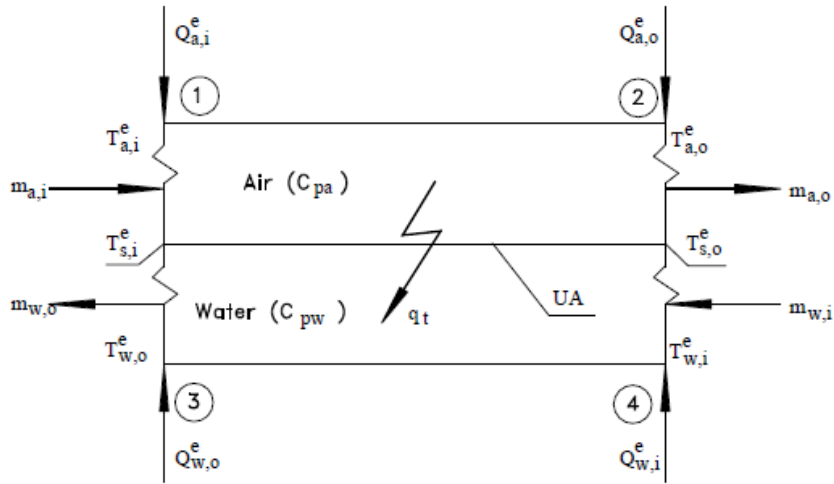 Q^e_{a,i} Q^e_{a,o}
1 2
T^e_{a,i} T^e_{a,o}
Air (C_{pa})
m_{a,i} m_{a,o}
T^e_{s,i} T^e_{s,o}
m_{w,o} Water (C_{pw}) q_t UA m_{w,i}
T^e_{w,o} T^e_{w,i}
3 4
Q^e_{w,o} Q^e_{w,i}